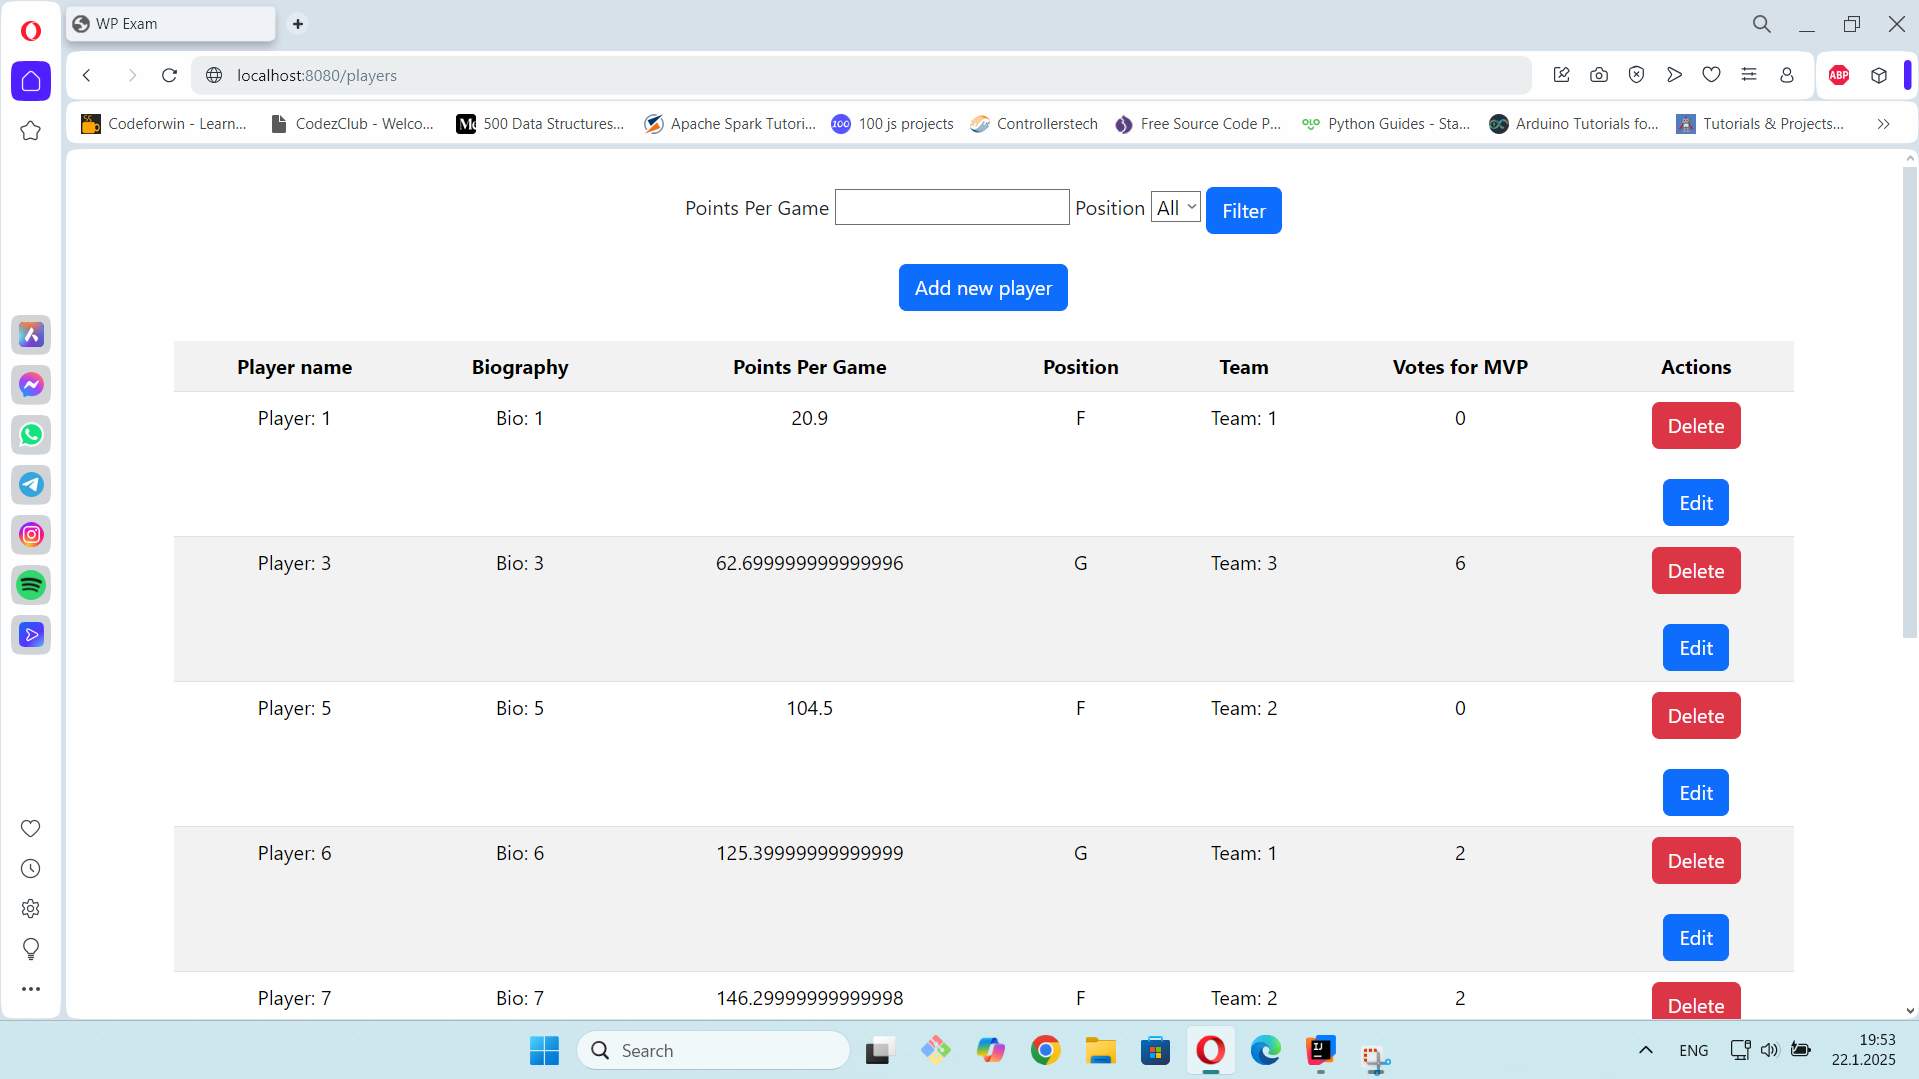 WP Exam
localhost:8080/players
ABP
Codeforwin - Learn... CodezClub - Welco... 500 Data Structures... Apache Spark Tutori... 100 100 js projects Controllerstech Free Source Code P... Python Guides - Sta... Arduino Tutorials fo... Tutorials & Projects...
Points Per Game Position All Filter
Add new player
Player name Biography Points Per Game Position Team Votes for MVP Actions
Player: 1 Bio: 1 20.9 F Team: 1 0 Delete
Edit
Player: 3 Bio: 3 62.699999999999996 G Team: 3 6 Delete
Edit
Player: 5 Bio: 5 104.5 F Team: 2 0 Delete
Edit
Player: 6 Bio: 6 125.39999999999999 G Team: 1 2 Delete
Edit
Player: 7 Bio: 7 146.29999999999998 F Team: 2 2 Delete
Search
IJ
ENG
19:53
22.1.2025